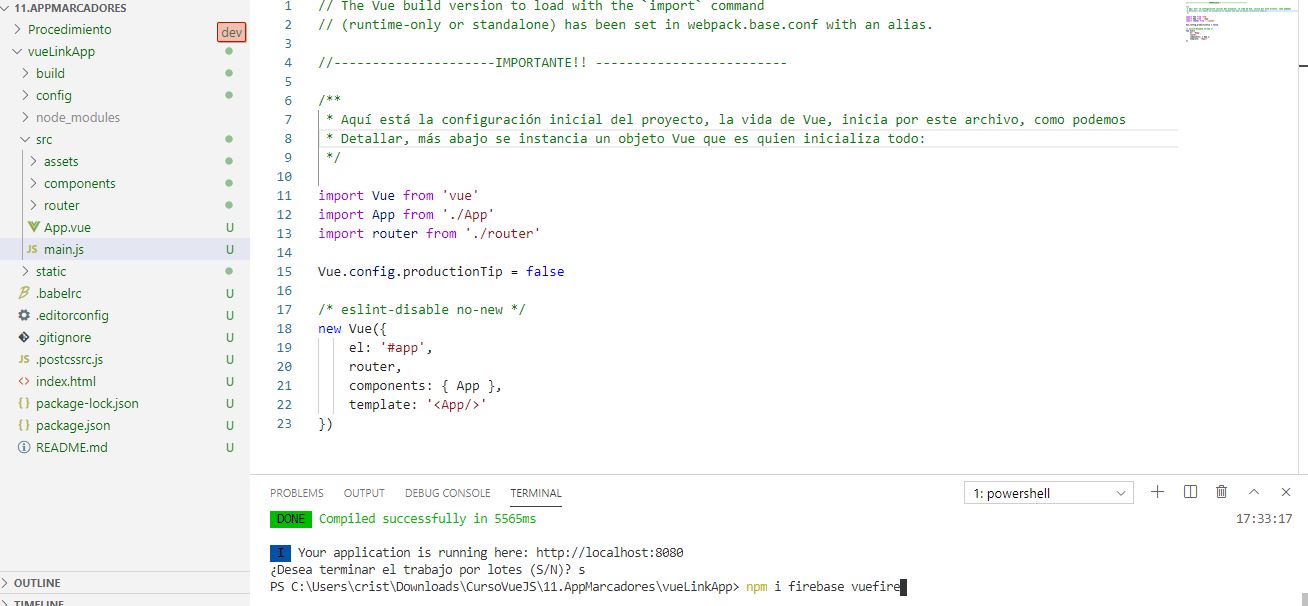 11.APPMARCADORES
Procedimiento
dev
vueLinkApp
build
config
node_modules
src
assets
components
router
App.vue U
JS main.js U
static
.babelrc U
.editorconfig U
.gitignore U
JS .postcssrc.js U
<> index.html U
{} package-lock.json U
{} package.json U
README.md U
OUTLINE
TIMELINE
1 // The Vue build version to load with the `import` command
2 // (runtime-only or standalone) has been set in webpack.base.conf with an alias.
3
4 //---------------------IMPORTANTE!! -------------------------
5
6 /**
7 * Aquí está la configuración inicial del proyecto, la vida de Vue, inicia por este archivo, como podemos
8 * Detallar, más abajo se instancia un objeto Vue que es quien inicializa todo:
9 */
10
11 import Vue from 'vue'
12 import App from './App'
13 import router from './router'
14
15 Vue.config.productionTip = false
16
17 /* eslint-disable no-new */
18 new Vue({
19 el: '#app',
20 router,
21 components: { App },
22 template: '<App/>'
23 })
PROBLEMS OUTPUT DEBUG CONSOLE TERMINAL 1: powershell
DONE Compiled successfully in 5565ms 17:33:17
I Your application is running here: http://localhost:8080
¿Desea terminar el trabajo por lotes (S/N)? s
PS C:\Users\crist\Downloads\CursoVueJS\11.AppMarcadores\vueLinkApp> npm i firebase vuefire